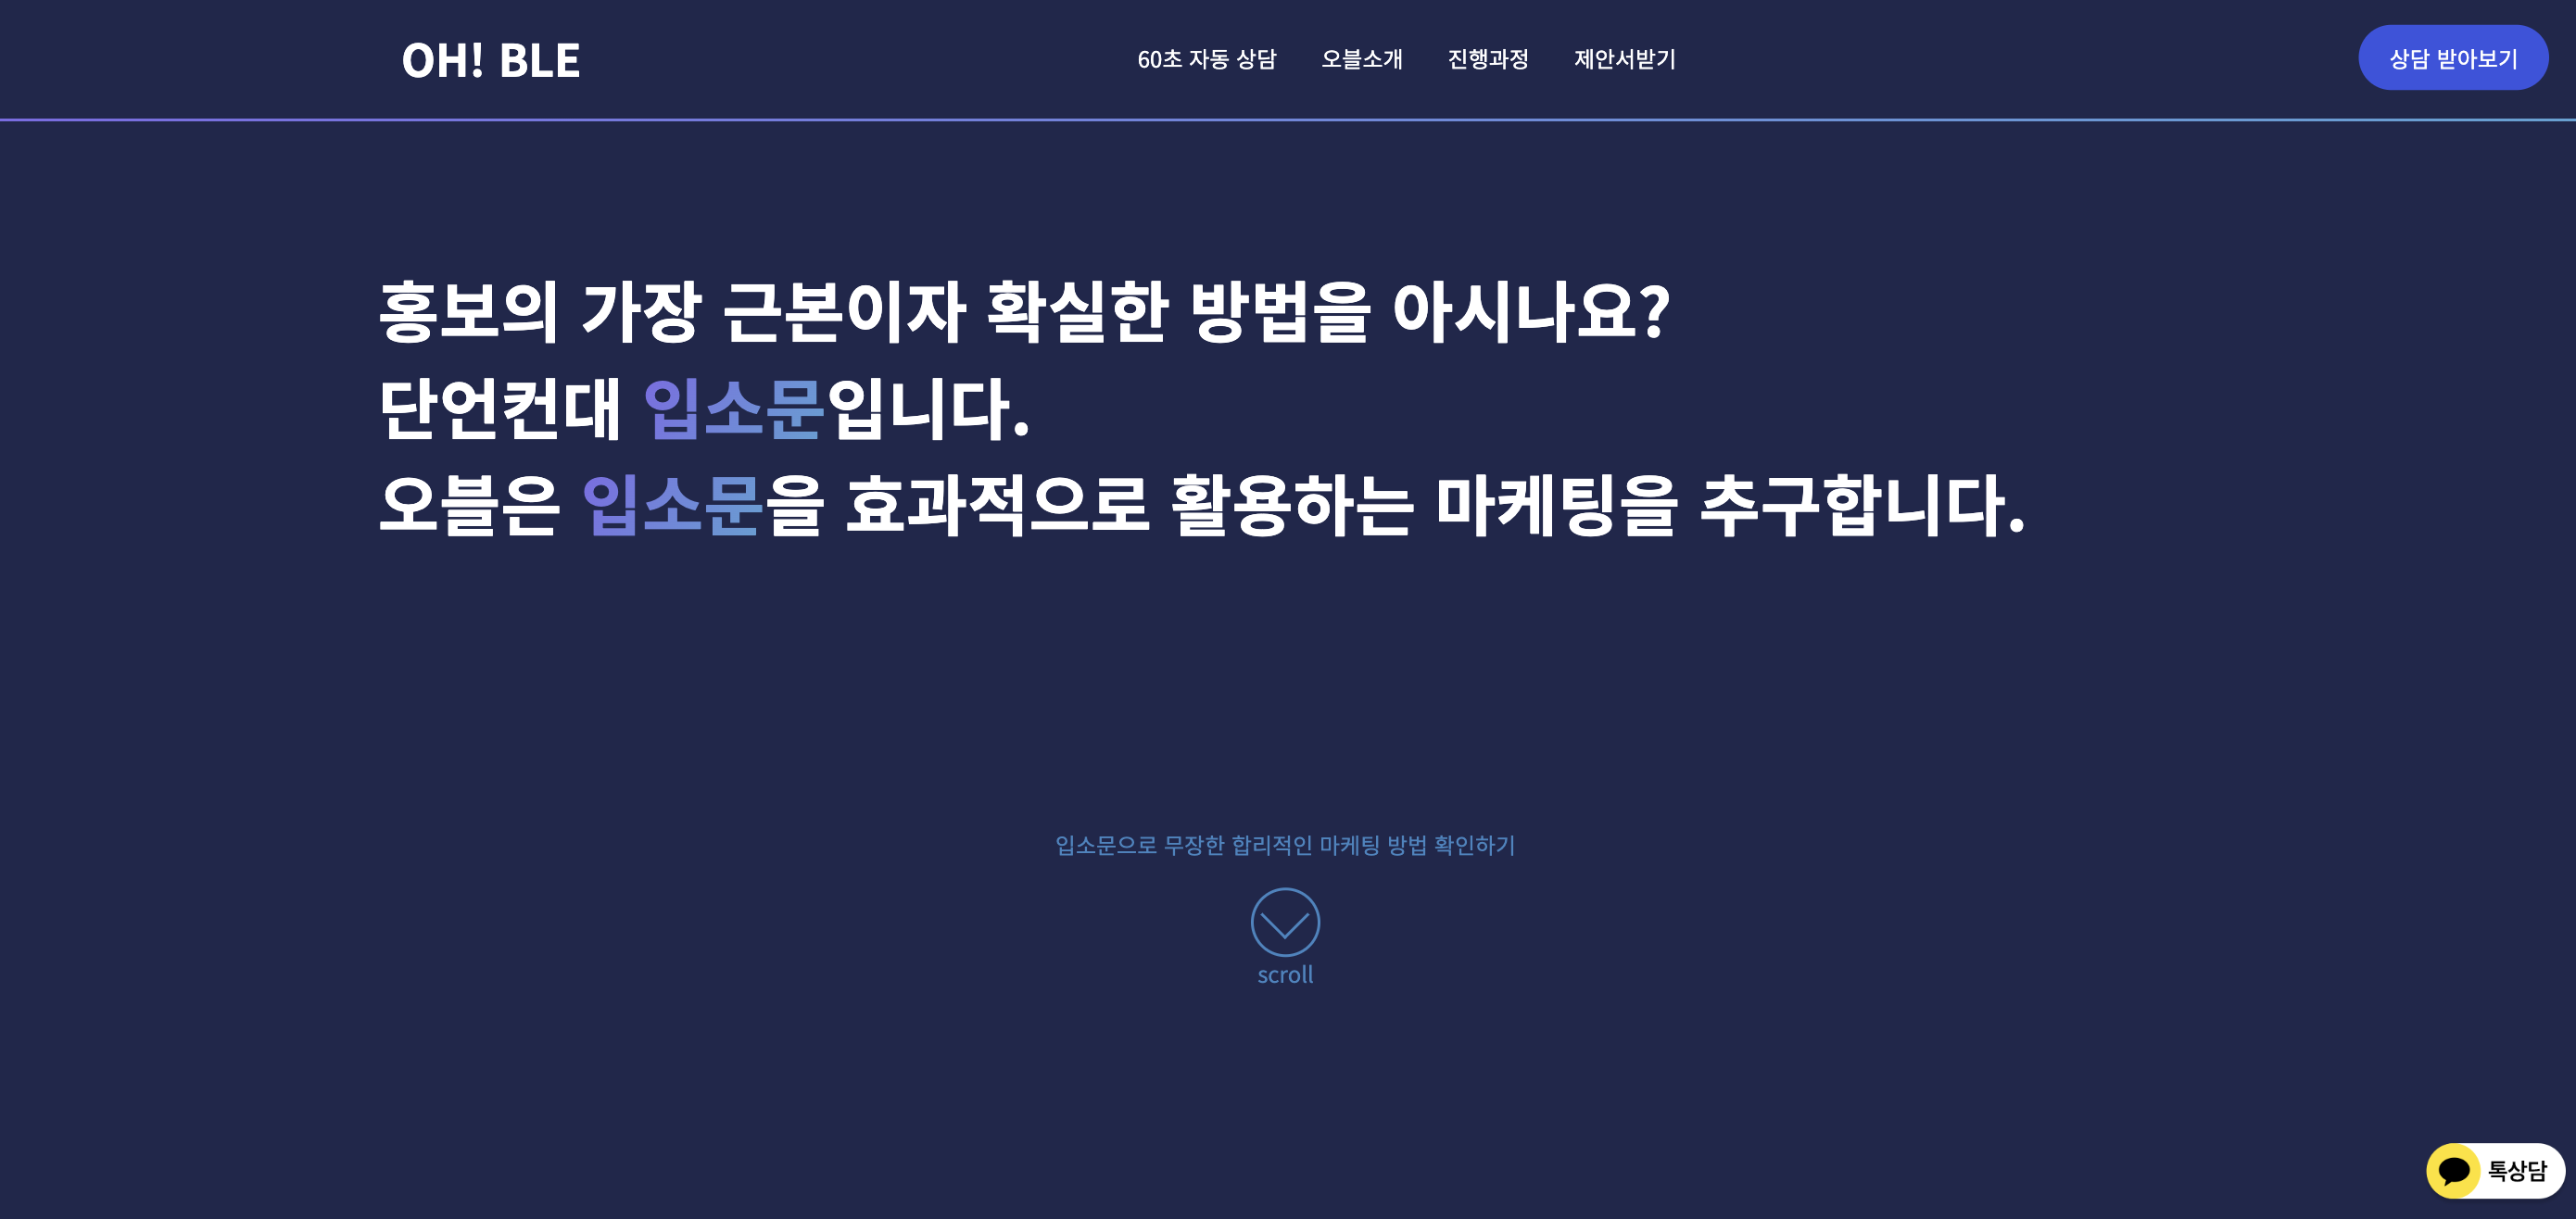 OH! BLE
60초 자동 상담 오블소개 진행과정 제안서받기
상담 받아보기
홍보의 가장 근본이자 확실한 방법을 아시나요?
단언컨대 입소문입니다.
오블은 입소문을 효과적으로 활용하는 마케팅을 추구합니다.
입소문으로 무장한 합리적인 마케팅 방법 확인하기
scroll
톡상담